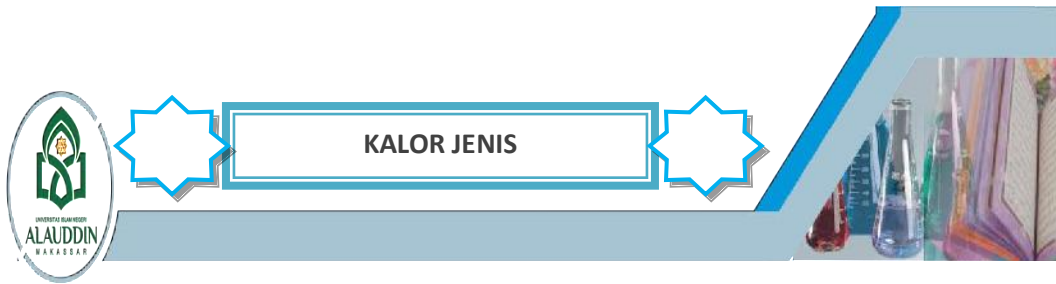 KALOR JENIS
UNIVERSITAS ISLAM NEGERI
ALAUDDIN
MAKASSAR